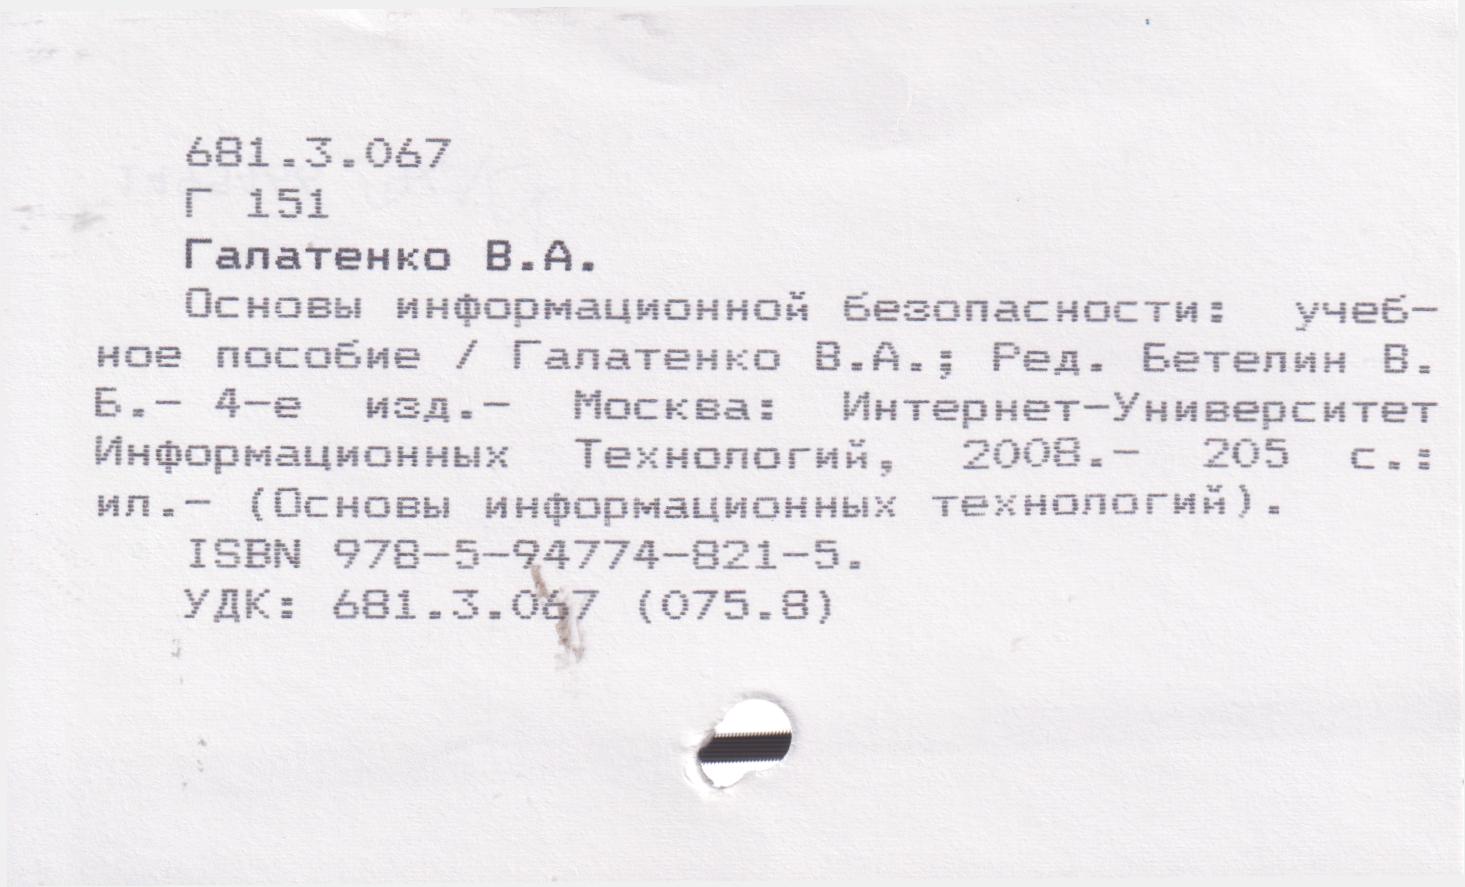 681.3.067
Г 151
Галатенко В.А.
Основы информационной безопасности: учеб-
ное пособие / Галатенко В.А.; Ред. Бетелин В.
Б.- 4-е изд.- Москва: Интернет-Университет
Информационных Технологий, 2008.- 205 с.:
ил.- (Основы информационных технологий).
ISBN 978-5-94774-821-5.
УДК: 681.3.067 (075.8)